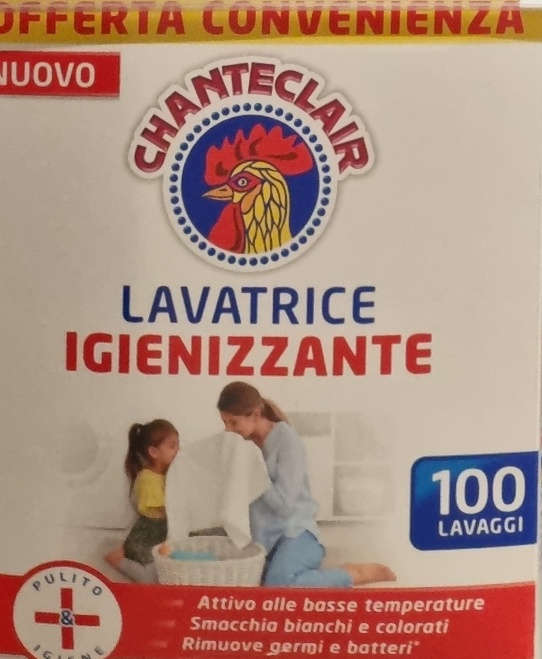 OFFERTA CONVENIENZA
NUOVO
CHANTECLAIR
LAVATRICE
IGIENIZZANTE
100
LAVAGGI
PULITO
&
IGIENE
Attivo alle basse temperature
Smacchia bianchi e colorati
Rimuove germi e batteri*